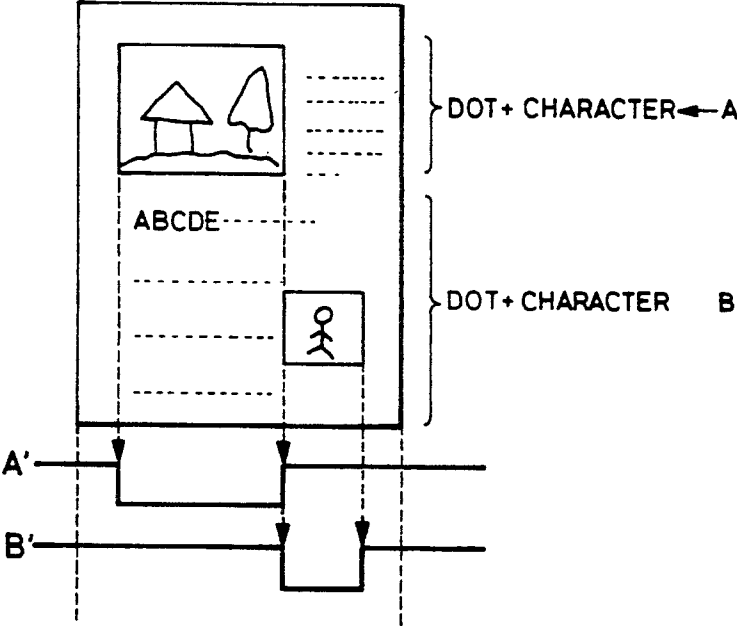 DOT + CHARACTER A
ABCDE
DOT + CHARACTER B
A'
B'